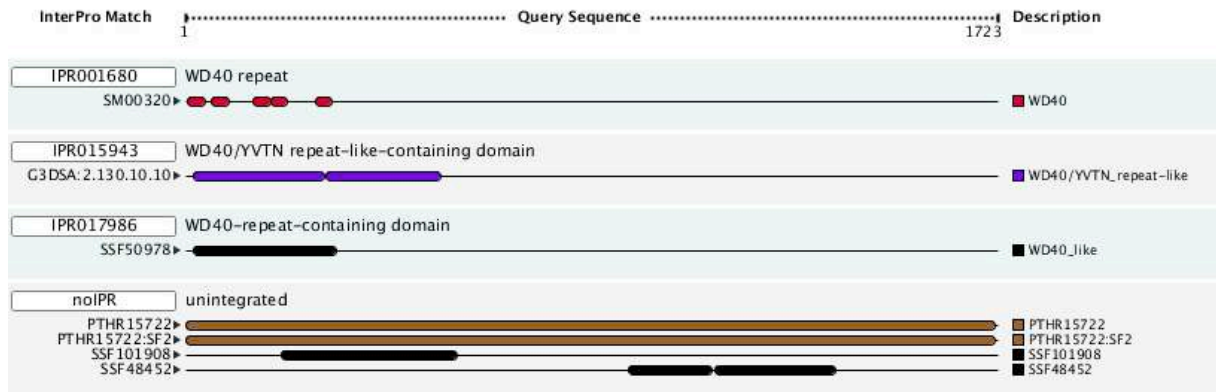 InterPro Match Query Sequence Description
1 1723
IPR001680 WD40 repeat
SM00320 WD40
IPR015943 WD40/YVTN repeat-like-containing domain
G3DSA:2.130.10.10 WD40/YVTN_repeat-like
IPR017986 WD40-repeat-containing domain
SSF50978 WD40_like
noIPR unintegrated
PTHR15722 PTHR15722
PTHR15722:SF2 PTHR15722:SF2
SSF101908 SSF101908
SSF48452 SSF48452